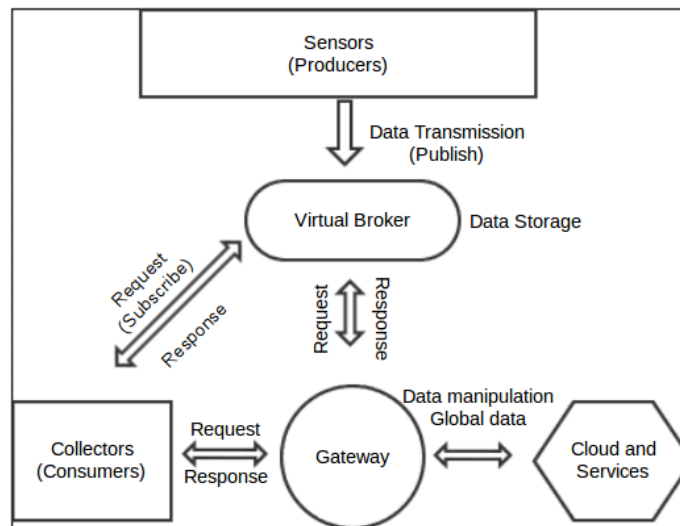 Sensors
(Producers)
Data Transmission
(Publish)
Virtual Broker
Data Storage
Request
(Subscribe)
Response
Request
Response
Collectors
(Consumers)
Request
Response
Gateway
Data manipulation
Global data
Cloud and
Services